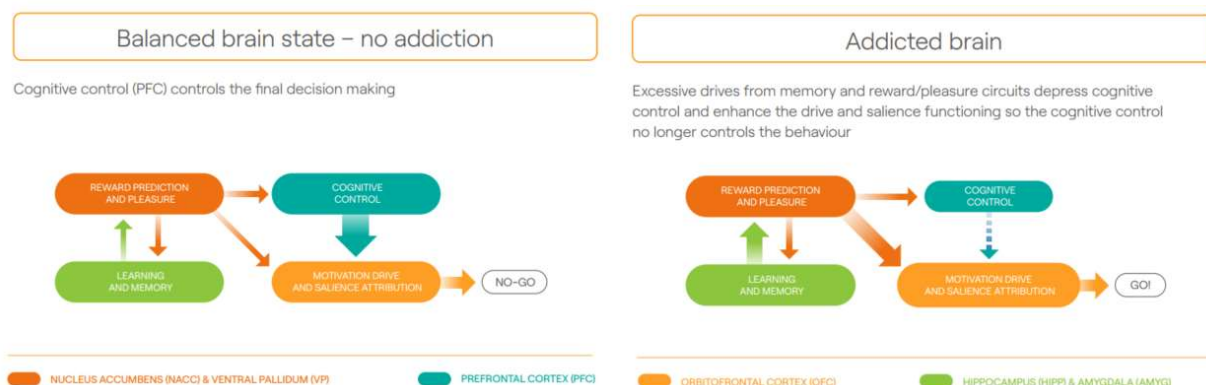 Balanced brain state – no addiction
Cognitive control (PFC) controls the final decision making
REWARD PREDICTION
AND PLEASURE
COGNITIVE
CONTROL
LEARNING
AND MEMORY
MOTIVATION DRIVE
AND SALIENCE ATTRIBUTION
NO-GO
NUCLEUS ACCUMBENS (NACC) & VENTRAL PALLIDUM (VP)
PREFRONTAL CORTEX (PFC)
Addicted brain
Excessive drives from memory and reward/pleasure circuits depress cognitive
control and enhance the drive and salience functioning so the cognitive control
no longer controls the behaviour
REWARD PREDICTION
AND PLEASURE
COGNITIVE
CONTROL
LEARNING
AND MEMORY
MOTIVATION DRIVE
AND SALIENCE ATTRIBUTION
GO!
ORBITOFRONTAL CORTEX (OFC)
HIPPOCAMPUS (HIPP) & AMYGDALA (AMYG)